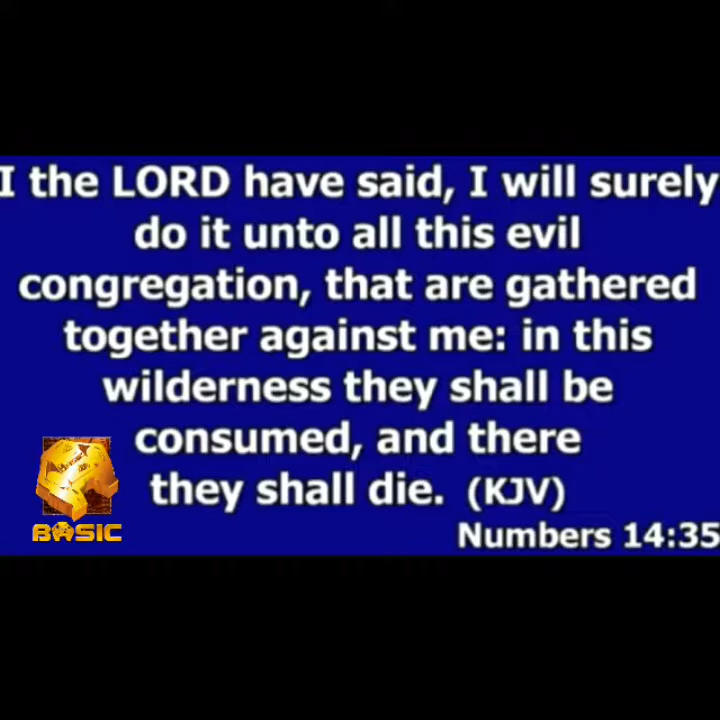 I the LORD have said, I will surely
do it unto all this evil
congregation, that are gathered
together against me: in this
wilderness they shall be
consumed, and there
they shall die. (KJV)
BASIC
Numbers 14:35